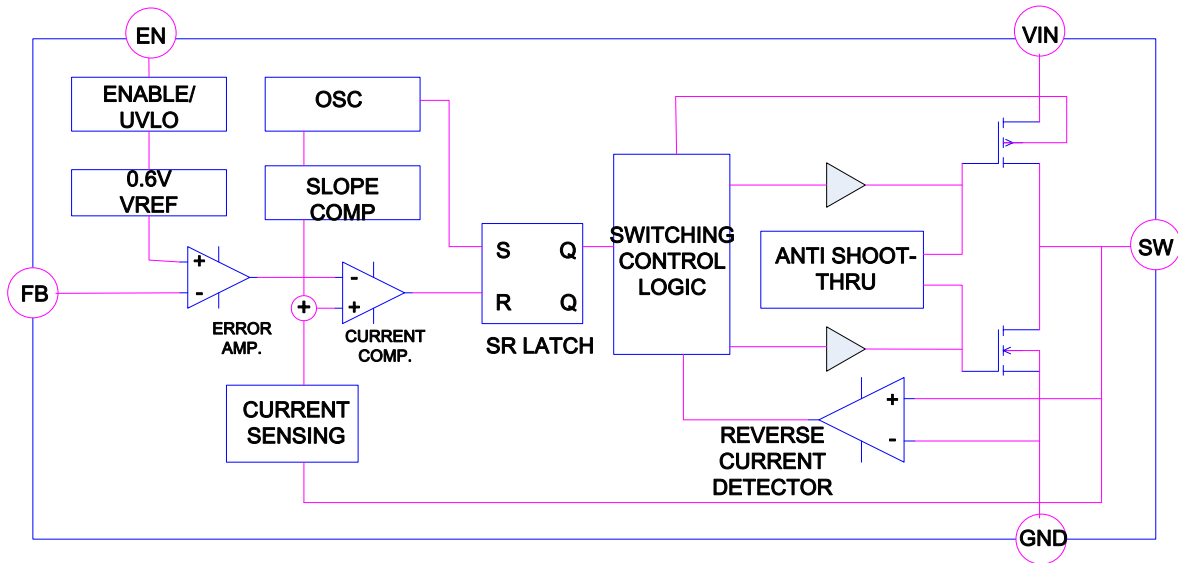 EN
VIN
ENABLE/
UVLO
OSC
0.6V
VREF
SLOPE
COMP
SWITCHING
CONTROL
LOGIC
ANTI SHOOT-
THRU
SW
FB
+
-
ERROR
AMP.
+
-
+
CURRENT
COMP.
S Q
R Q
SR LATCH
CURRENT
SENSING
+
-
REVERSE
CURRENT
DETECTOR
GND